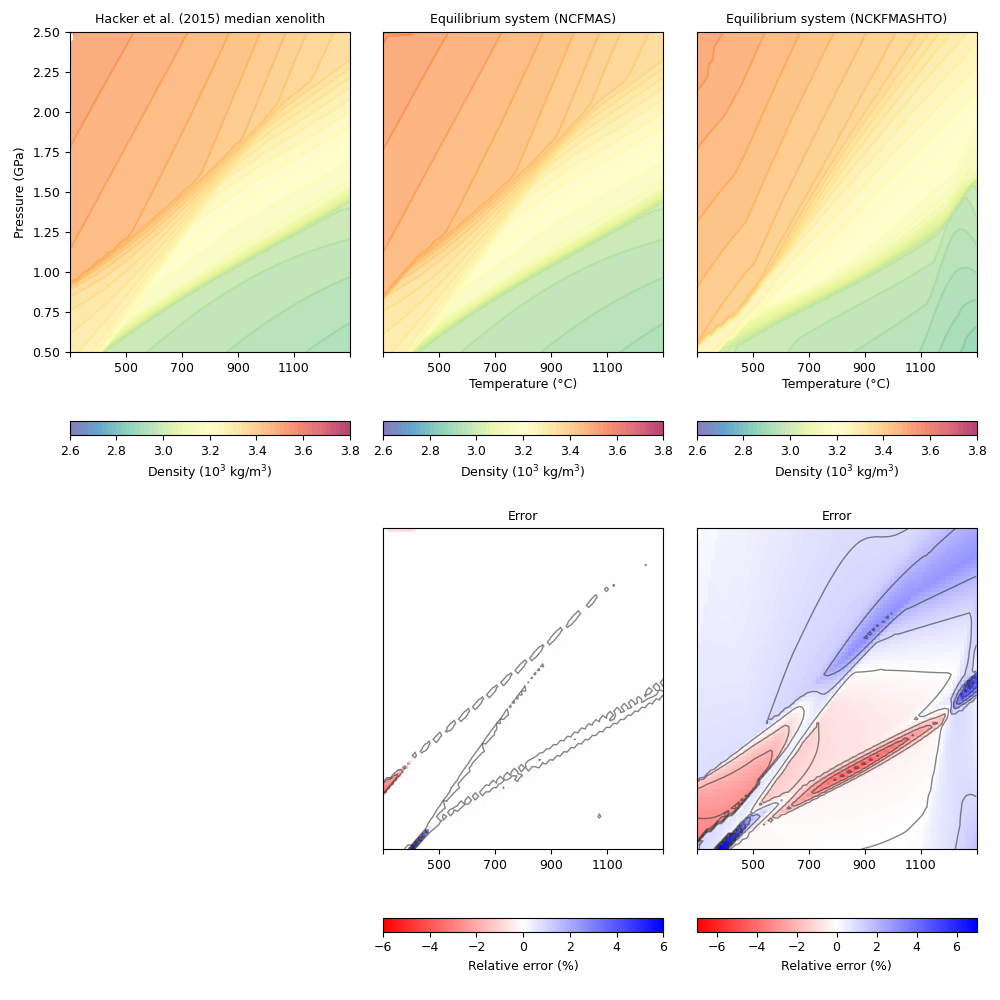 Hacker et al. (2015) median xenolith
Equilibrium system (NCFMAS)
Equilibrium system (NCKFMASHTO)
Pressure (GPa)
2.50
2.25
2.00
1.75
1.50
1.25
1.00
0.75
0.50
500 700 900 1100
500 700 900 1100
500 700 900 1100
Temperature (°C)
Temperature (°C)
2.6 2.8 3.0 3.2 3.4 3.6 3.8
2.6 2.8 3.0 3.2 3.4 3.6 3.8
2.6 2.8 3.0 3.2 3.4 3.6 3.8
Density (10³ kg/m³)
Density (10³ kg/m³)
Density (10³ kg/m³)
Error
Error
500 700 900 1100
500 700 900 1100
−6 −4 −2 0 2 4 6
−6 −4 −2 0 2 4 6
Relative error (%)
Relative error (%)